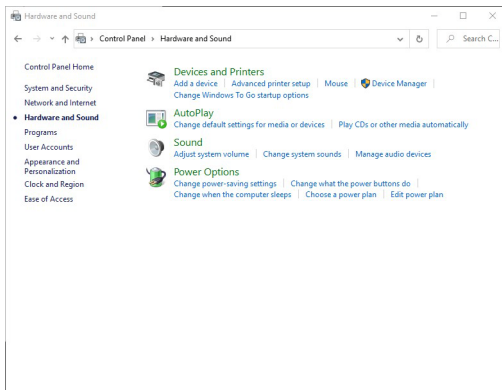 Hardware and Sound
Control Panel › Hardware and Sound
Search C...
Control Panel Home
System and Security
Network and Internet
Hardware and Sound
Programs
User Accounts
Appearance and
Personalization
Clock and Region
Ease of Access
Devices and Printers
Add a device | Advanced printer setup | Mouse | Device Manager |
Change Windows To Go startup options
AutoPlay
Change default settings for media or devices | Play CDs or other media automatically
Sound
Adjust system volume | Change system sounds | Manage audio devices
Power Options
Change power-saving settings | Change what the power buttons do |
Change when the computer sleeps | Choose a power plan | Edit power plan